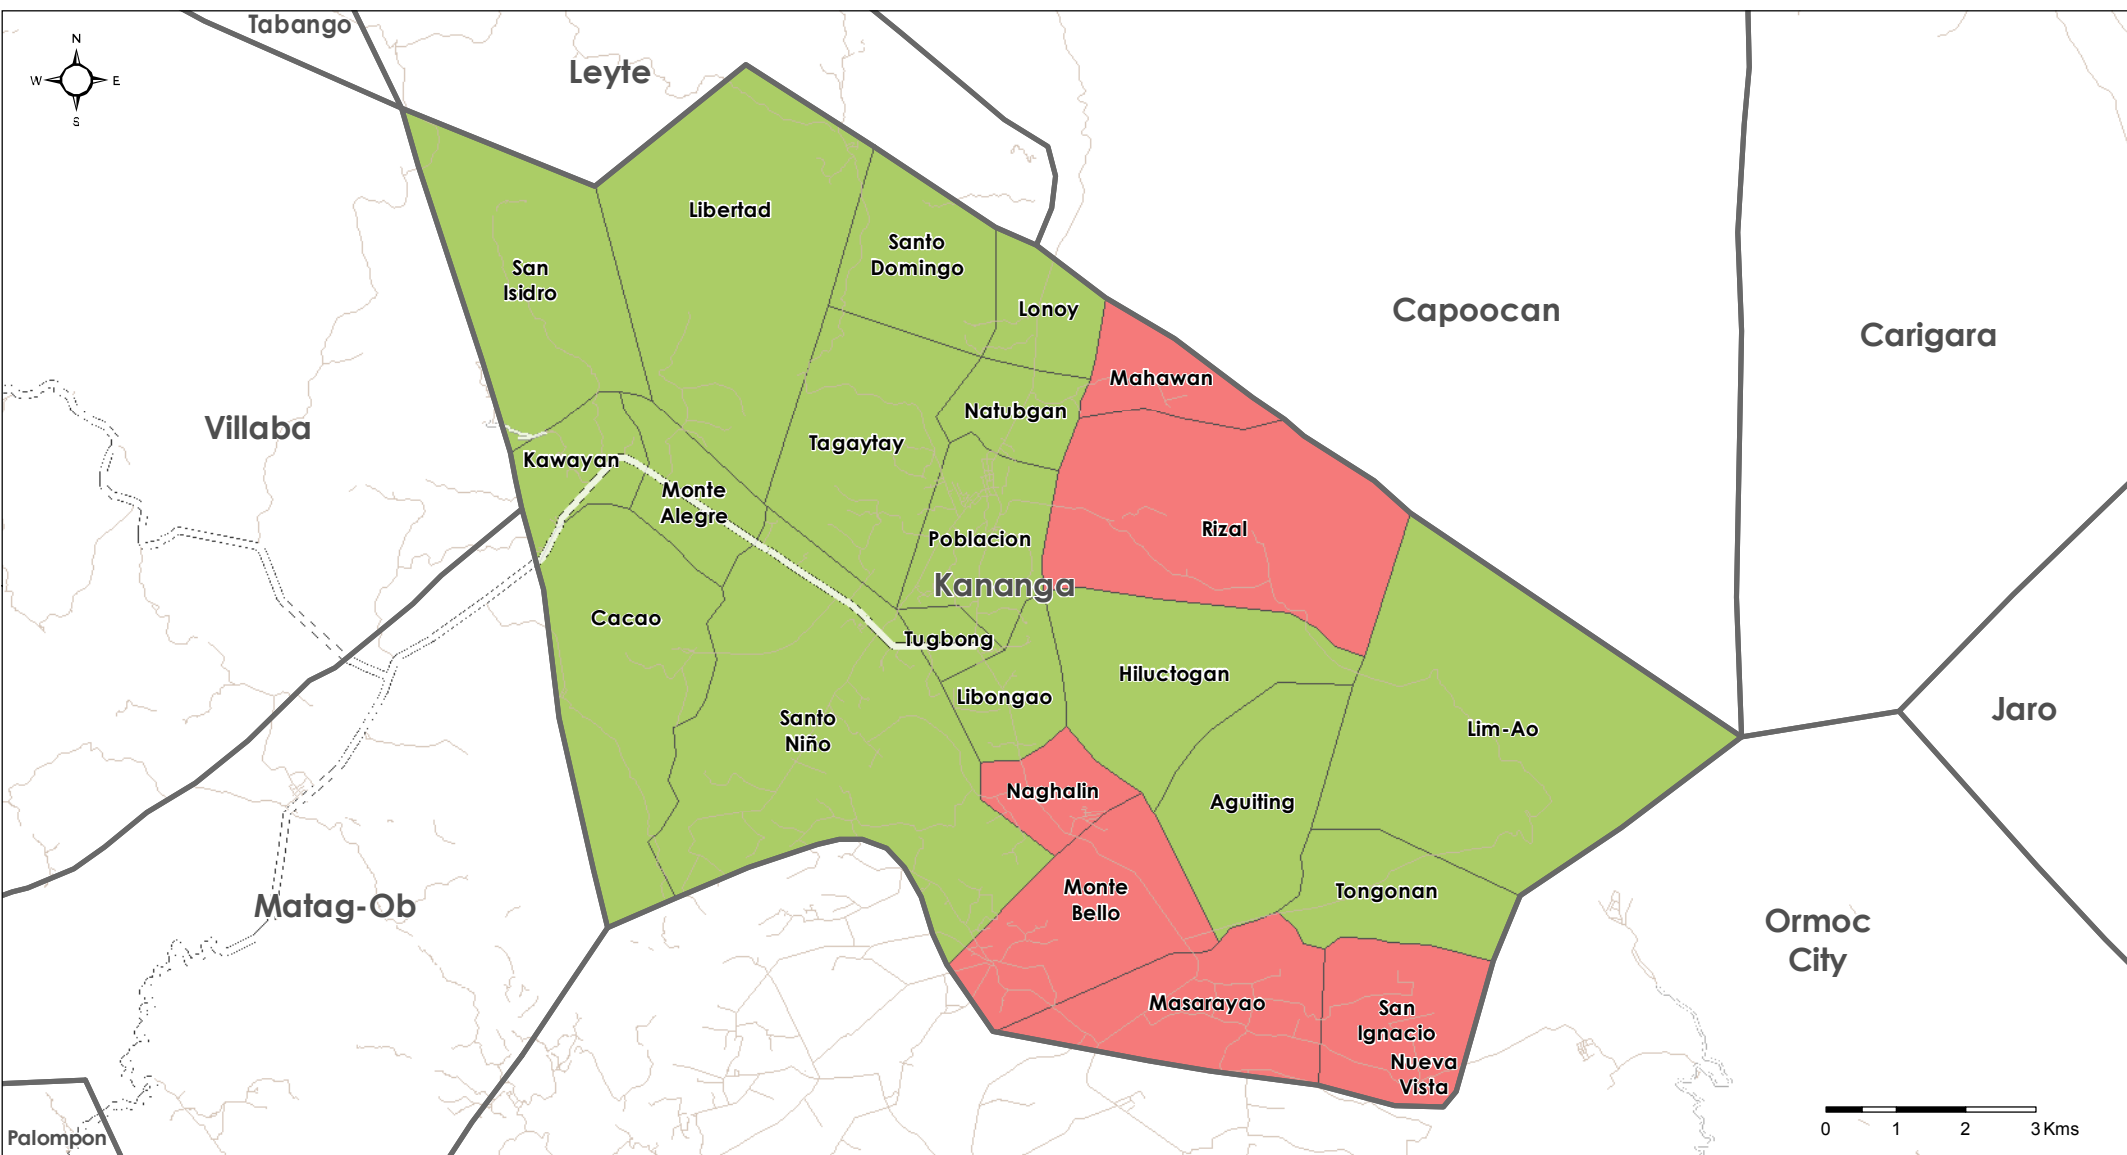 Tabango
N
Leyte
W
E
S
Libertad
Santo
Domingo
San
Isidro
Lonoy
Capoocan
Carigara
Mahawan
Natubgan
Villaba
Tagaytay
Kawayan
Monte
Alegre
Rizal
Poblacion
Kananga
Cacao
Tugbong
Hiluctogan
Libongao
Santo
Niño
Lim-Ao
Jaro
Naghalin
Aguiting
Monte
Bello
Tongonan
Matag-Ob
Ormoc
City
Masarayao
San
Ignacio
Nueva
Vista
Palompon
0 1 2 3 Kms